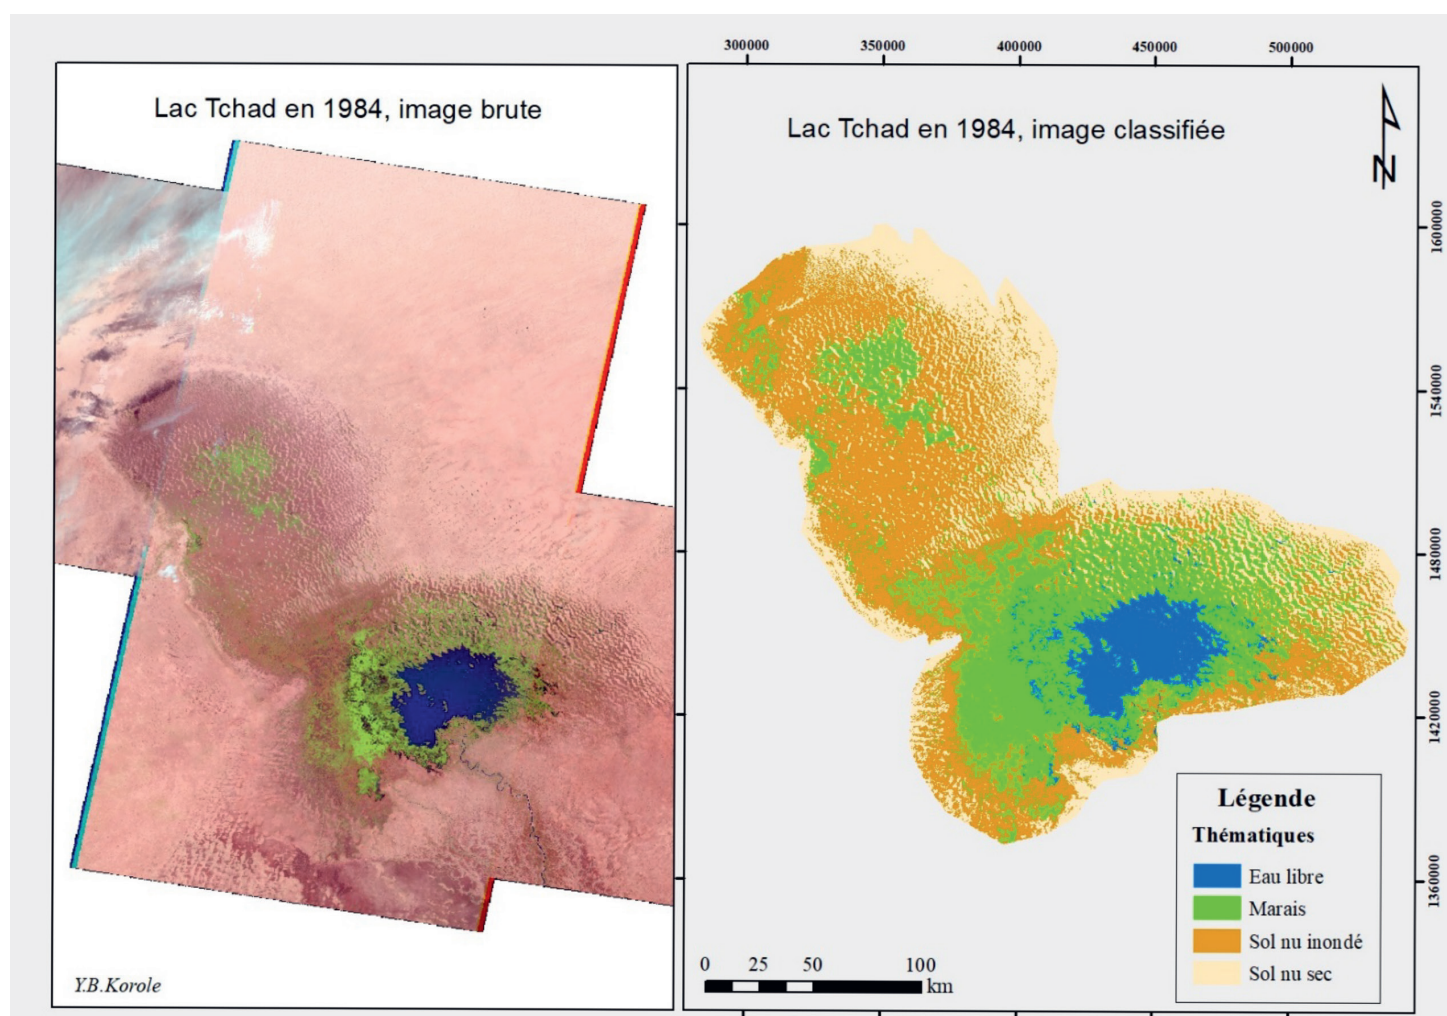 300000 350000 400000 450000 500000
Lac Tchad en 1984, image brute
Lac Tchad en 1984, image classifiée
N
1600000
1540000
1480000
1420000
1360000
Légende
Thématiques
Eau libre
Marais
Sol nu inondé
Sol nu sec
0 25 50 100
km
Y.B.Korole